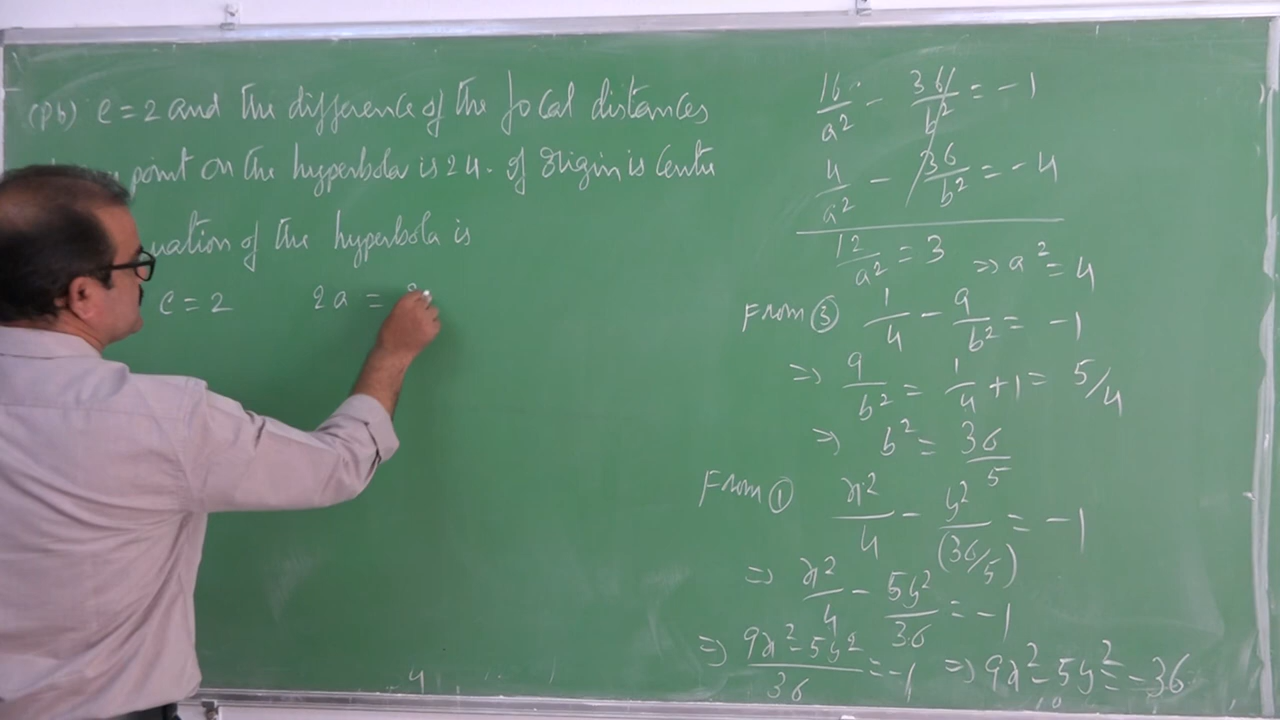 (Pb) e = 2 and the difference of the focal distances
point on the hyperbola is 24. If origin is Centre
uation of the hyperbola is
e = 2 2a =
16/a² - 36/b² = -1
4/a² - 36/b² = -4
12/a² = 3 ⇒ a² = 4
From ③ 1/4 - 9/b² = -1
⇒ 9/b² = 1/4 + 1 = 5/4
⇒ b² = 36/5
From ① x²/4 - y²/(36/5) = -1
⇒ x²/4 - 5y²/36 = -1
⇒ 9x² - 5y²/36 = -1 ⇒ 9x² - 5y² = -36
4